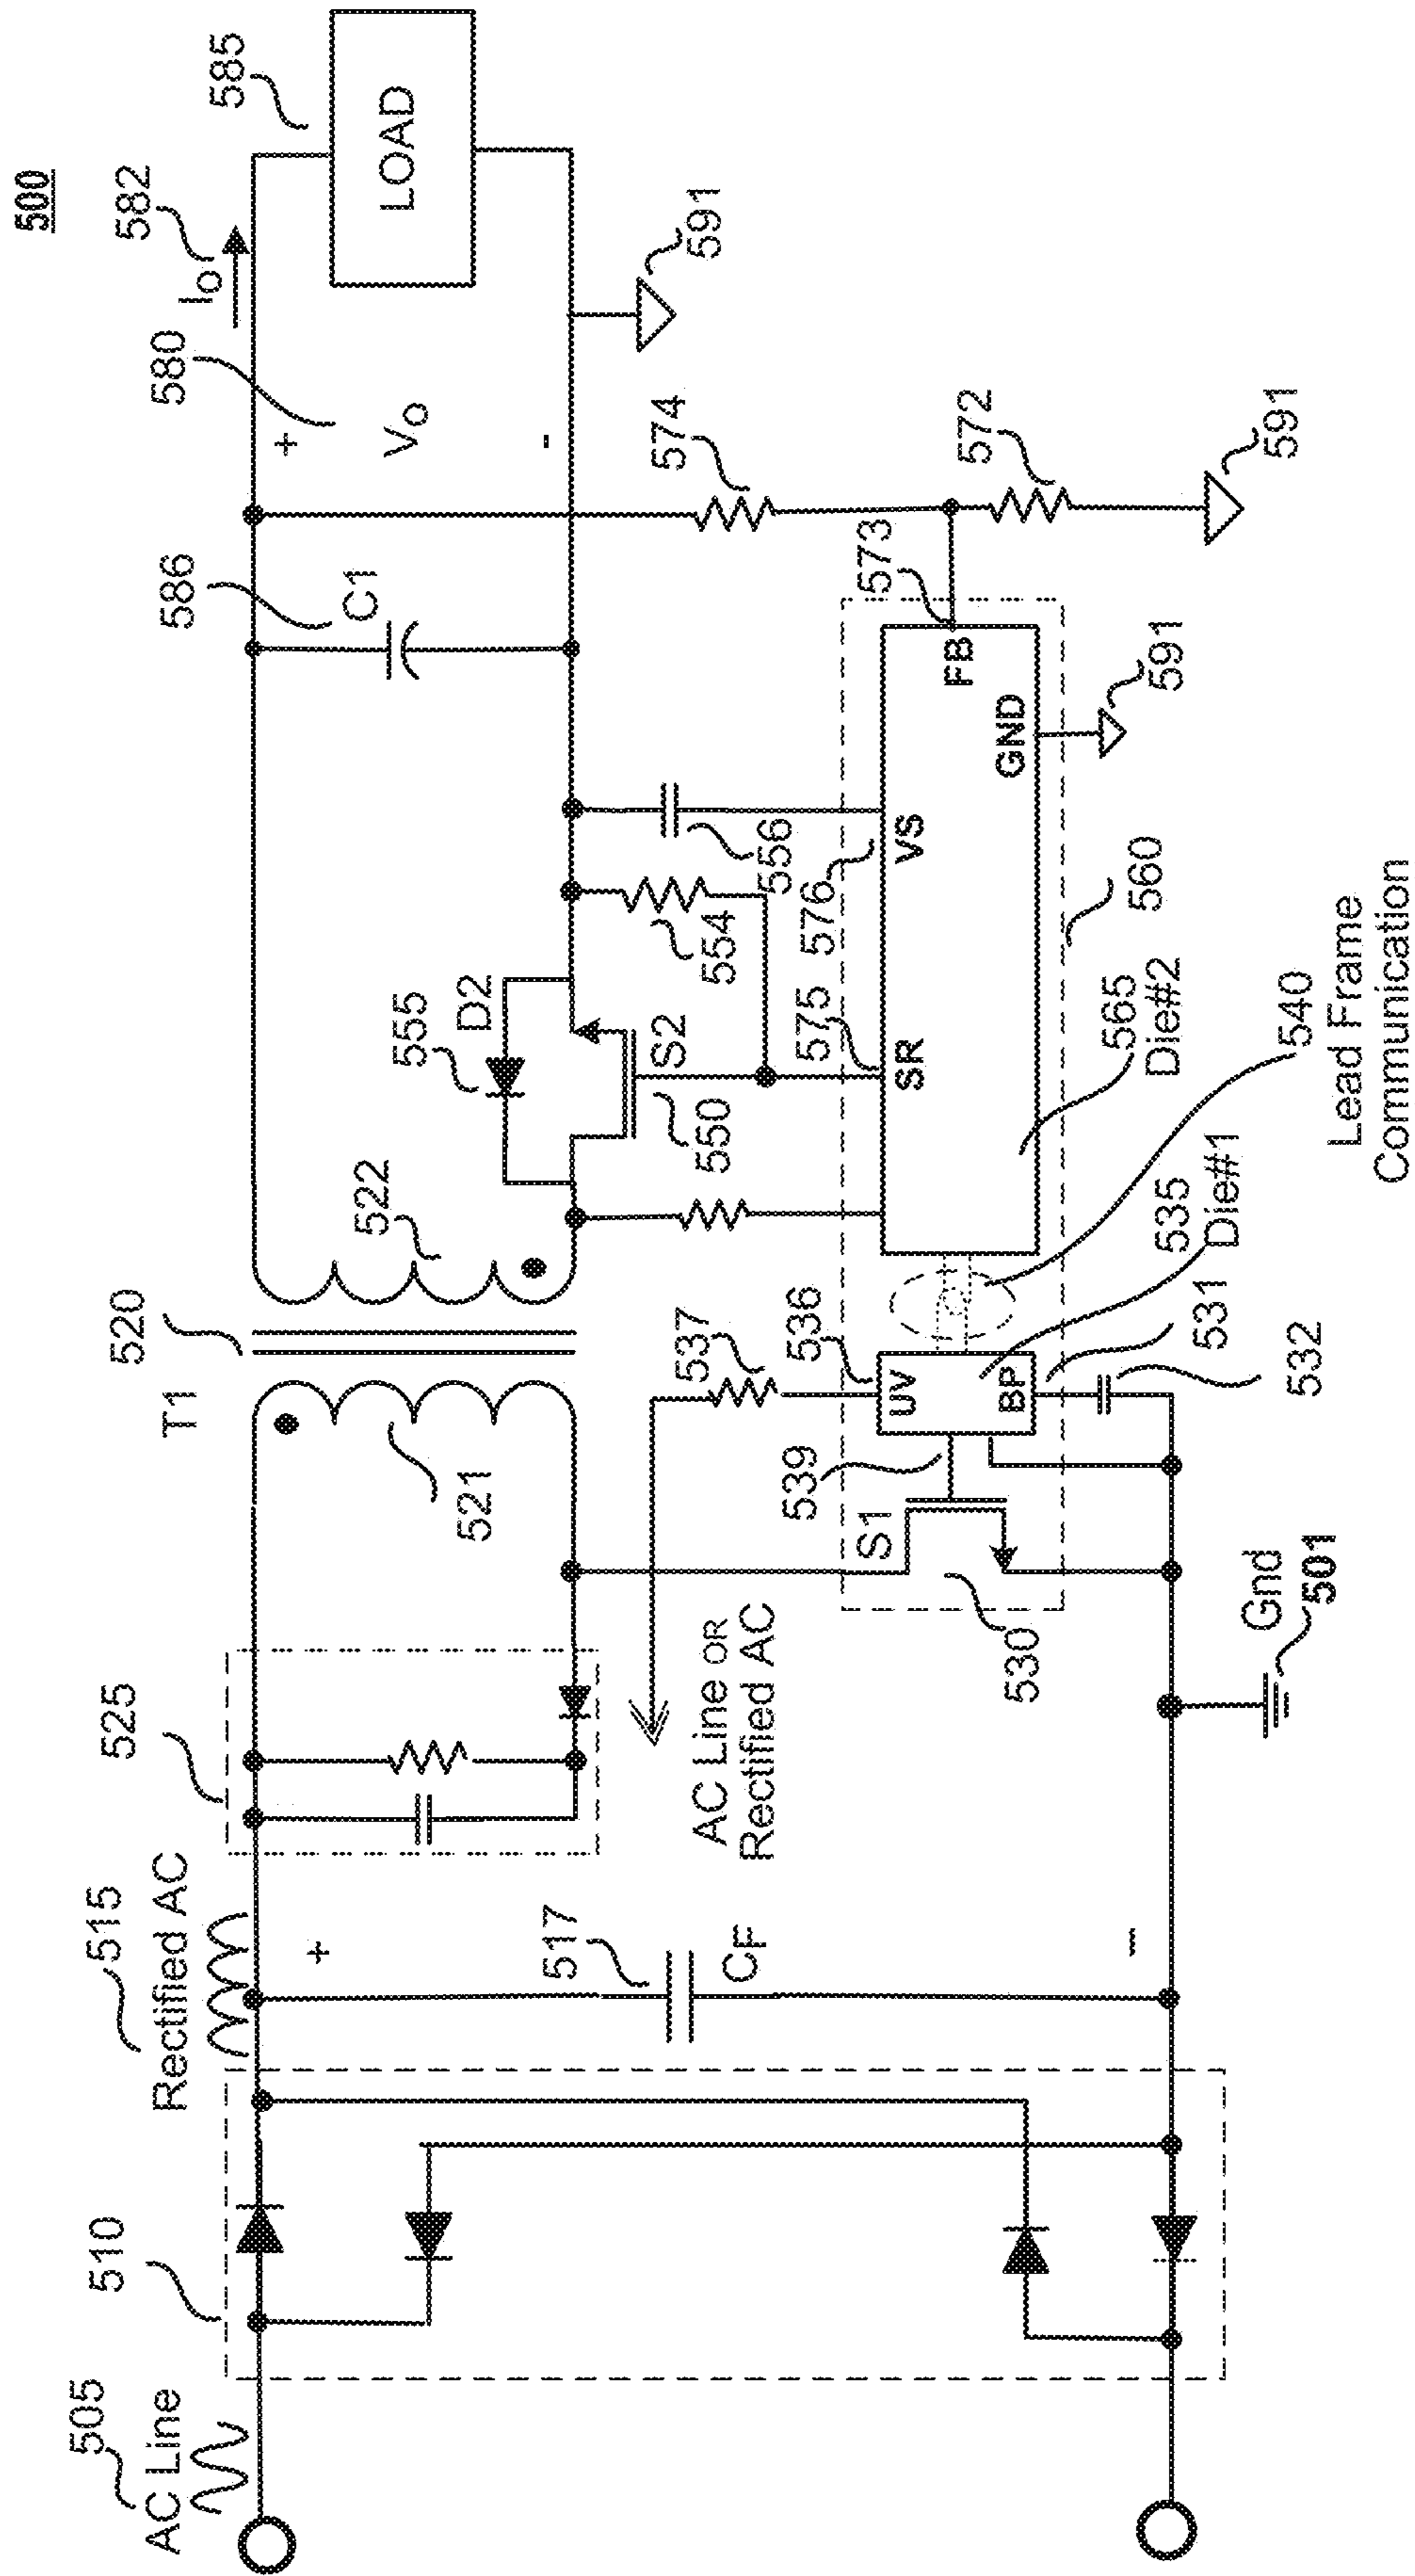 500
505
AC Line
510
515
Rectified AC
+
517
CF
−
525
T1
520
521
522
AC Line OR
Rectified AC
Gnd
501
530
S1
539
537
536
UV
BP
535
Die#1
531
532
540
Lead Frame
Communication
555
D2
S2
550
554
556
575
SR
576
VS
565
Die#2
560
FB
573
GND
591
586
C1
574
572
591
580
+
VO
-
IO
582
591
585
LOAD